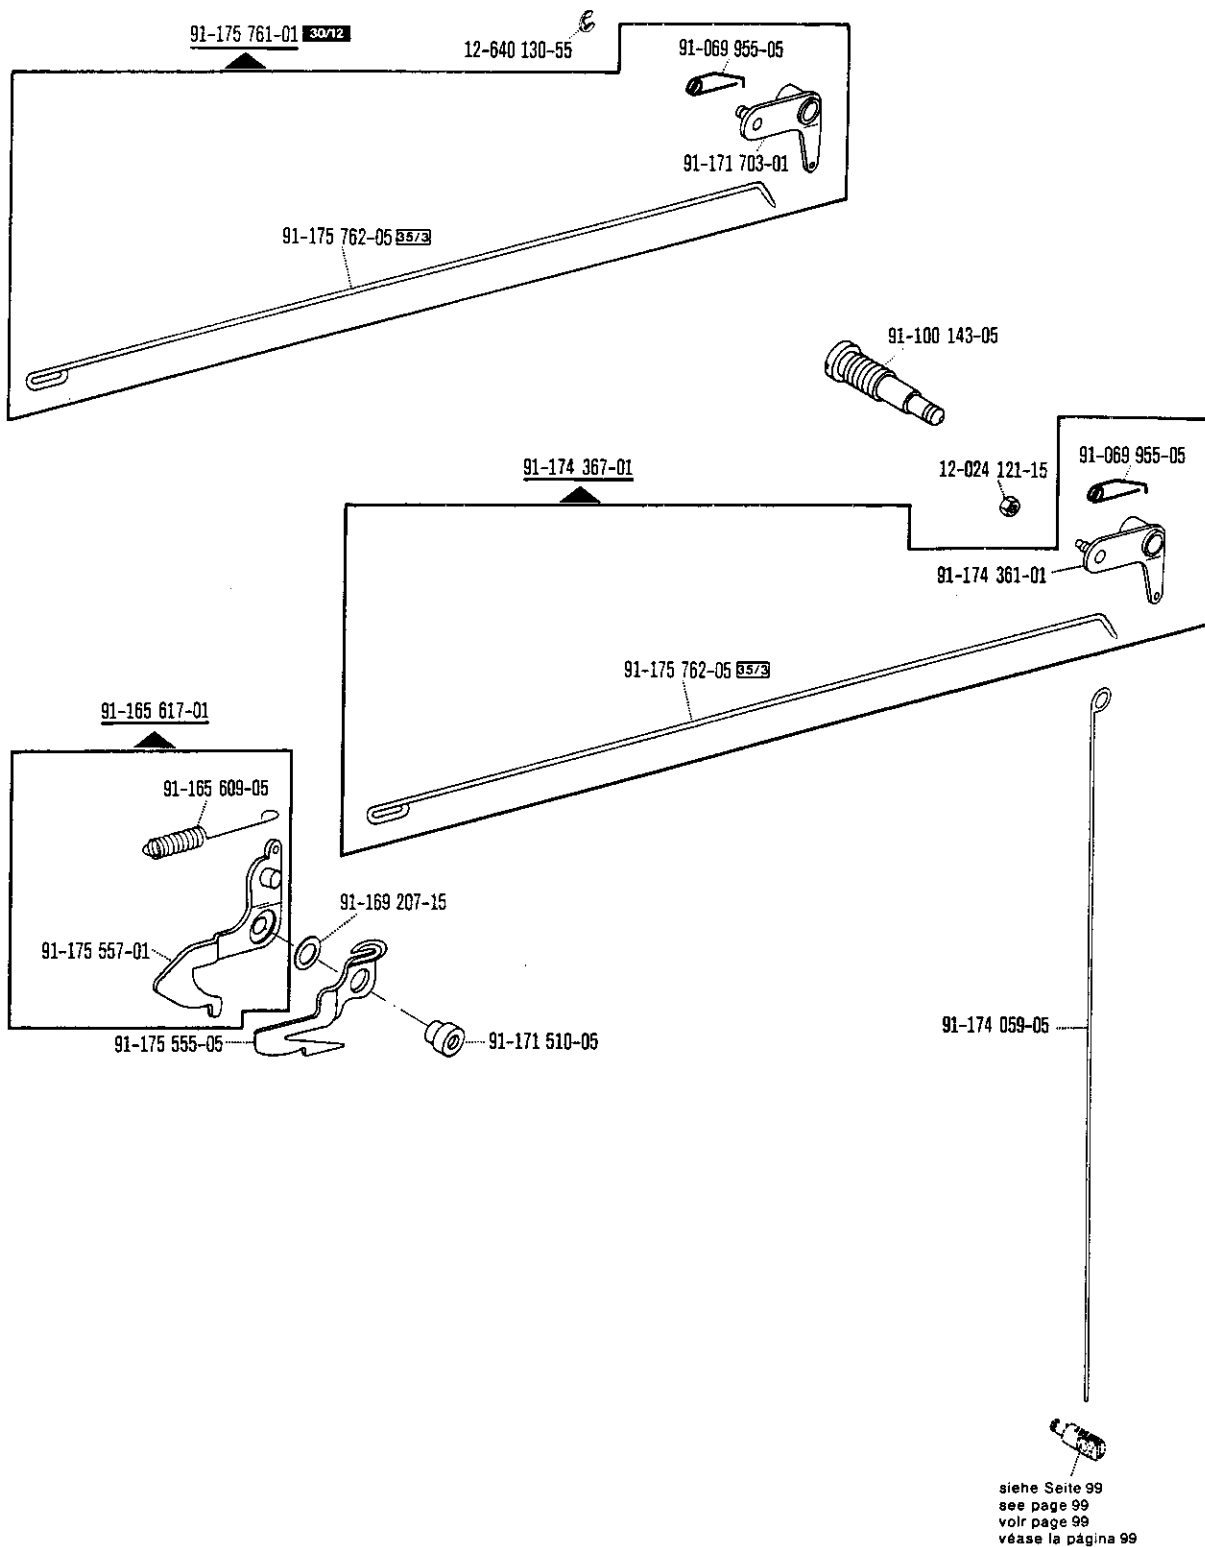 91-175 761-01 30/12
12-640 130-55
91-069 955-05
91-171 703-01
91-175 762-05 35/3
91-100 143-05
91-174 367-01
12-024 121-15
91-069 955-05
91-174 361-01
91-175 762-05 35/3
91-165 617-01
91-165 609-05
91-169 207-15
91-175 557-01
91-175 555-05
91-171 510-05
91-174 059-05
siehe Seite 99
see page 99
voir page 99
véase la página 99